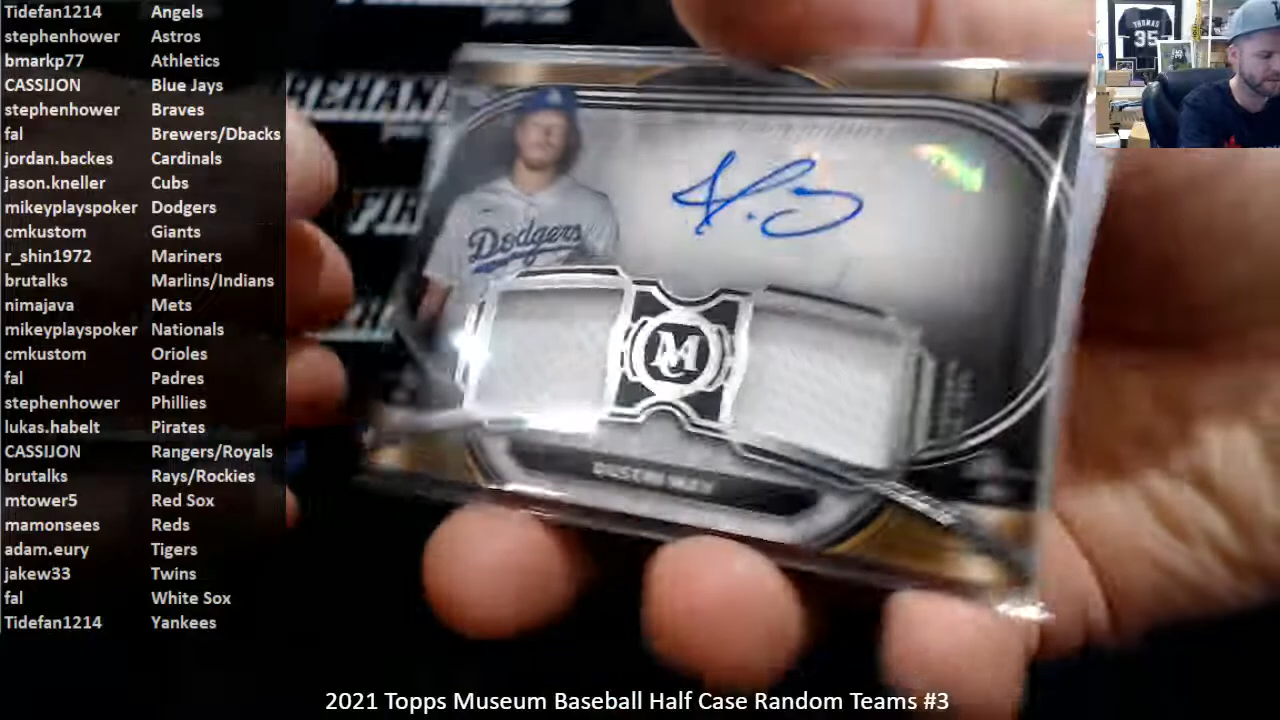 Tidefan1214 Angels
stephenhower Astros
bmarkp77 Athletics
CASSIJON Blue Jays
stephenhower Braves
fal Brewers/Dbacks
jordan.backes Cardinals
jason.kneller Cubs
mikeyplayspoker Dodgers
cmkustom Giants
r_shin1972 Mariners
brutalks Marlins/Indians
nimajava Mets
mikeyplayspoker Nationals
cmkustom Orioles
fal Padres
stephenhower Phillies
lukas.habelt Pirates
CASSIJON Rangers/Royals
brutalks Rays/Rockies
mtower5 Red Sox
mamonsees Reds
adam.eury Tigers
jakew33 Twins
fal White Sox
Tidefan1214 Yankees
THOMAS
35
Dodgers
MC
DUSTIN MAY
2021 Topps Museum Baseball Half Case Random Teams #3